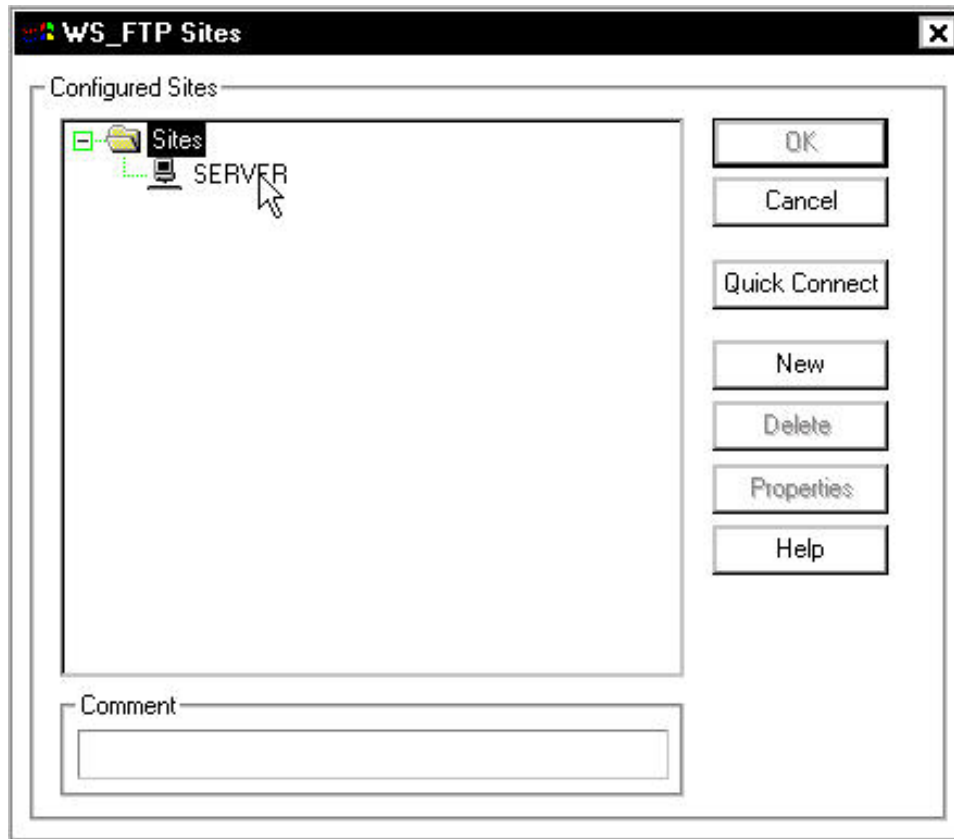 WS_FTP Sites
Configured Sites
Sites
SERVER
OK
Cancel
Quick Connect
New
Delete
Properties
Help
Comment